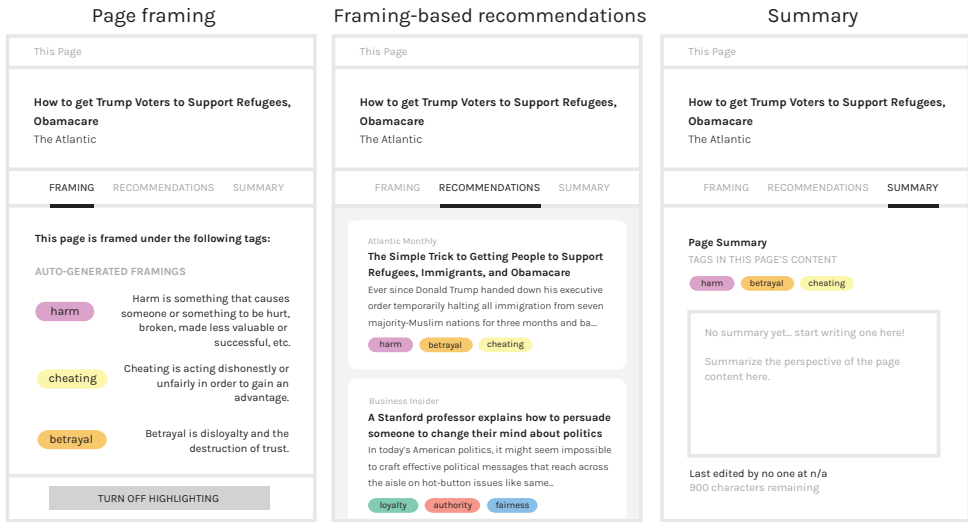 Page framing
This Page
How to get Trump Voters to Support Refugees,
Obamacare
The Atlantic
FRAMING RECOMMENDATIONS SUMMARY
This page is framed under the following tags:
AUTO-GENERATED FRAMINGS
harm
Harm is something that causes
someone or something to be hurt,
broken, made less valuable or
successful, etc.
cheating
Cheating is acting dishonestly or
unfairly in order to gain an
advantage.
betrayal
Betrayal is disloyalty and the
destruction of trust.
TURN OFF HIGHLIGHTING
Framing-based recommendations
This Page
How to get Trump Voters to Support Refugees,
Obamacare
The Atlantic
FRAMING RECOMMENDATIONS SUMMARY
Atlantic Monthly
The Simple Trick to Getting People to Support
Refugees, Immigrants, and Obamacare
Ever since Donald Trump handed down his executive
order temporarily halting all immigration from seven
majority-Muslim nations for three months and ba...
harm betrayal cheating
Business Insider
A Stanford professor explains how to persuade
someone to change their mind about politics
In today's American politics, it might seem impossible
to craft effective political messages that reach across
the aisle on hot-button issues like same...
loyalty authority fairness
Summary
This Page
How to get Trump Voters to Support Refugees,
Obamacare
The Atlantic
FRAMING RECOMMENDATIONS SUMMARY
Page Summary
TAGS IN THIS PAGE'S CONTENT
harm betrayal cheating
No summary yet... start writing one here!
Summarize the perspective of the page
content here.
Last edited by no one at n/a
900 characters remaining